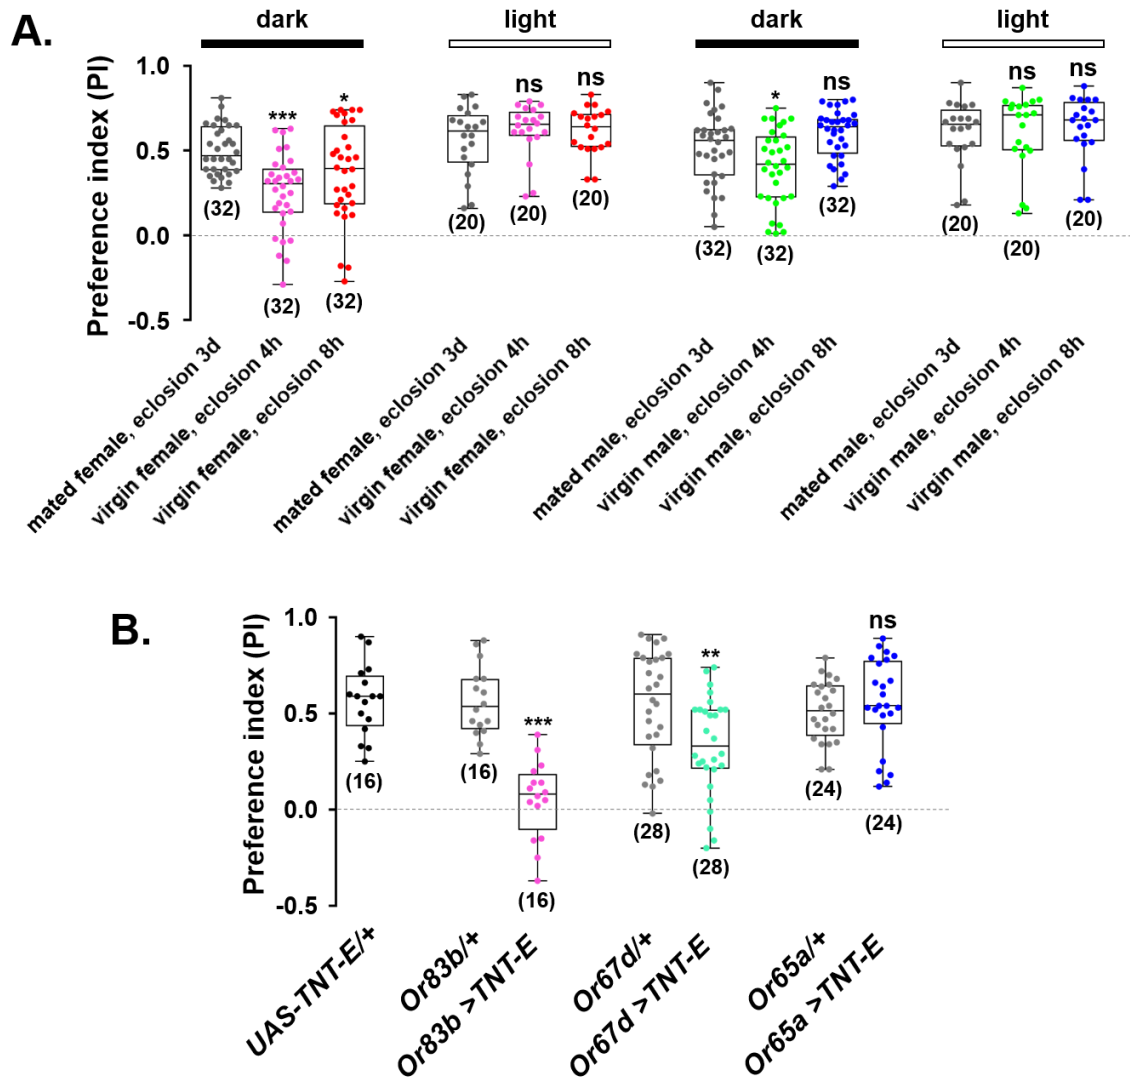 A.
dark
light
dark
light
Preference index (PI)
1.0
0.5
0.0
-0.5
***
*
ns
ns
*
ns
ns
ns
(32)
(32)
(32)
(20)
(20)
(20)
(32)
(32)
(32)
(20)
(20)
(20)
mated female, eclosion 3d
virgin female, eclosion 4h
virgin female, eclosion 8h
mated female, eclosion 3d
virgin female, eclosion 4h
virgin female, eclosion 8h
mated male, eclosion 3d
virgin male, eclosion 4h
virgin male, eclosion 8h
mated male, eclosion 3d
virgin male, eclosion 4h
virgin male, eclosion 8h
B.
Preference index (PI)
1.0
0.5
0.0
-0.5
***
**
ns
(16)
(16)
(16)
(28)
(28)
(24)
(24)
UAS-TNT-E/+
Or83b/+
Or83b >TNT-E
Or67d/+
Or67d >TNT-E
Or65a/+
Or65a >TNT-E